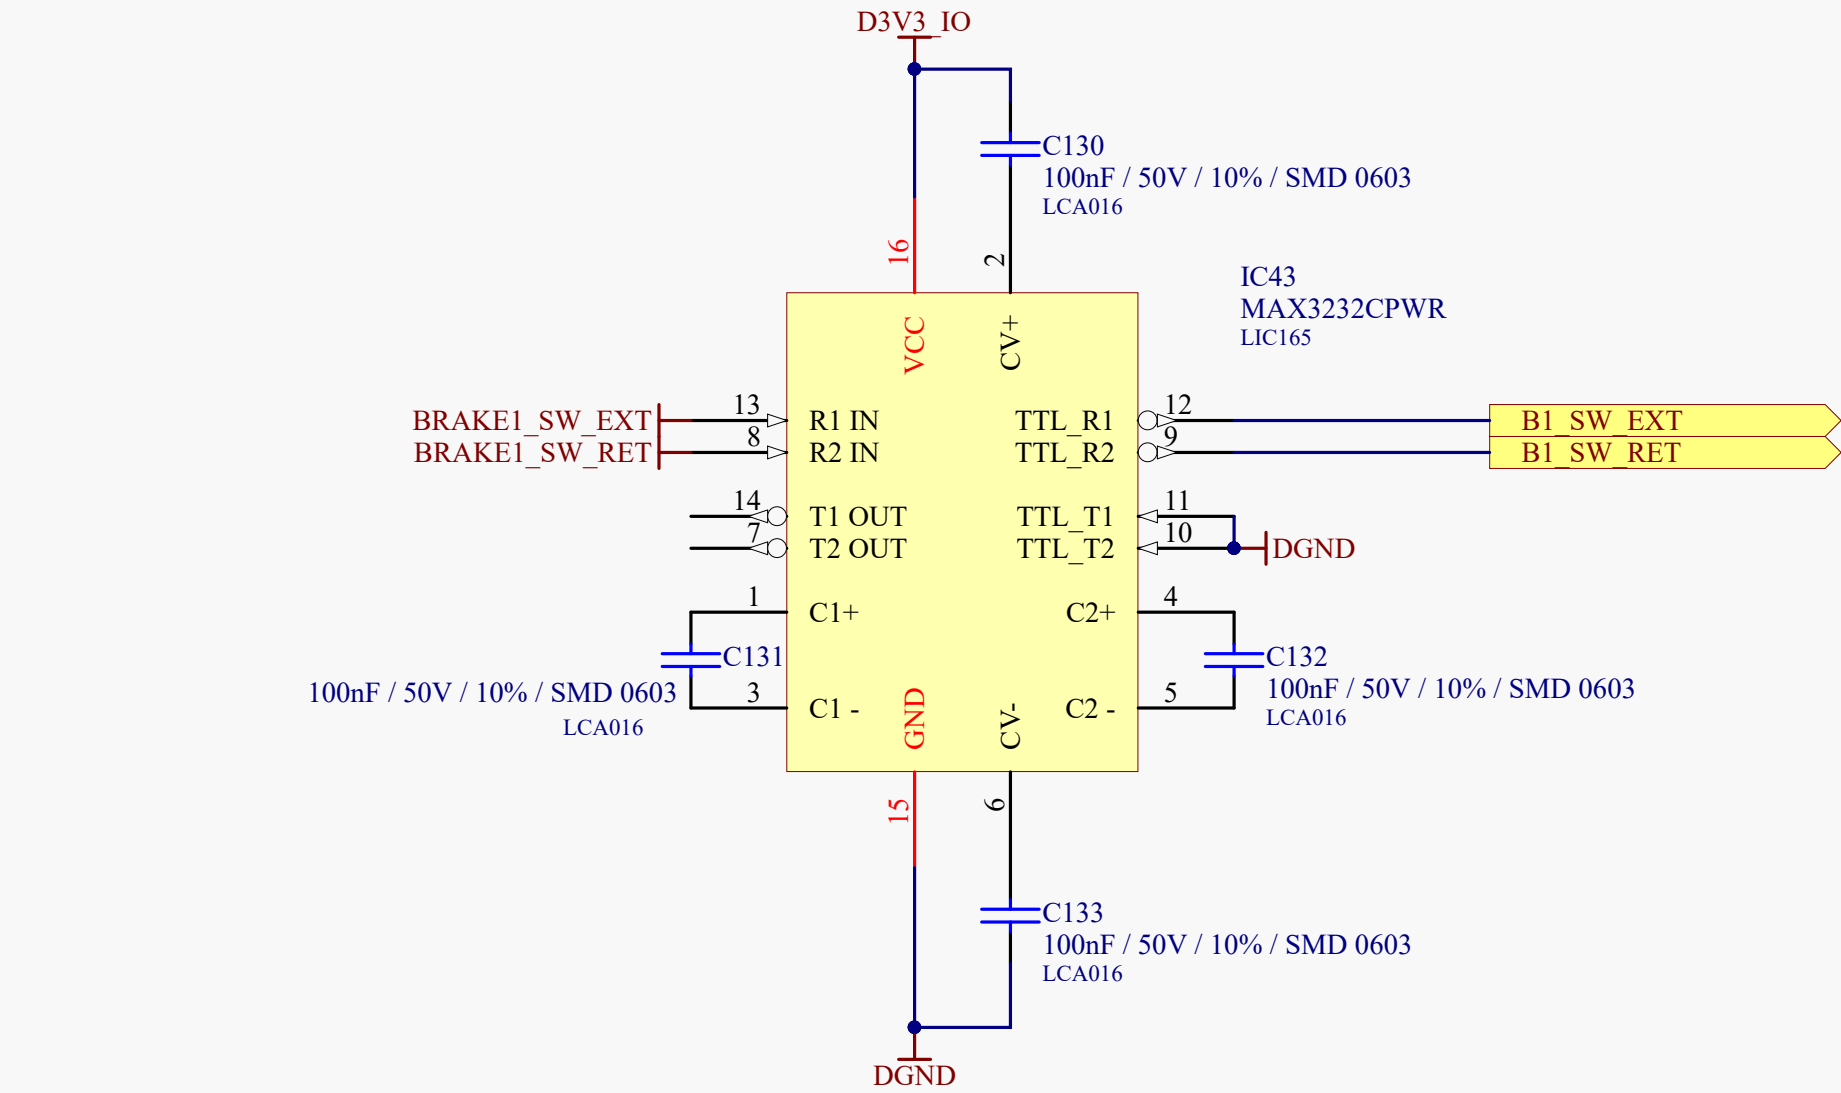 D3V3_IO
C130
100nF / 50V / 10% / SMD 0603
LCA016
16
2
IC43
MAX3232CPWR
LIC165
VCC
CV+
BRAKE1_SW_EXT
13
R1 IN
TTL_R1
12
B1_SW_EXT
BRAKE1_SW_RET
8
R2 IN
TTL_R2
9
B1_SW_RET
14
T1 OUT
TTL_T1
11
7
T2 OUT
TTL_T2
10
DGND
1
C1+
C2+
4
C131
100nF / 50V / 10% / SMD 0603
LCA016
C132
100nF / 50V / 10% / SMD 0603
LCA016
3
C1 -
C2 -
5
GND
CV-
15
6
C133
100nF / 50V / 10% / SMD 0603
LCA016
DGND